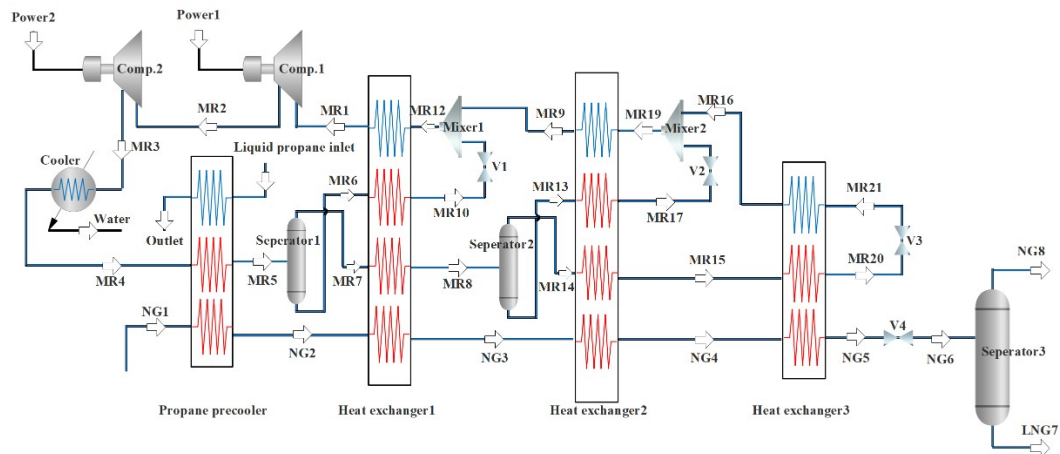 Power2
Power1
Comp.2
Comp.1
MR2
MR1
MR12
Mixer1
MR9
MR19
MR16
Mixer2
MR3
Cooler
Liquid propane inlet
V1
V2
MR6
MR13
MR21
Water
MR10
MR17
Outlet
Seperator1
Seperator2
V3
MR4
MR5
MR7
MR8
MR14
MR15
MR20
NG8
NG1
V4
NG2
NG3
NG4
NG5
NG6
Seperator3
Propane precooler
Heat exchanger1
Heat exchanger2
Heat exchanger3
LNG7